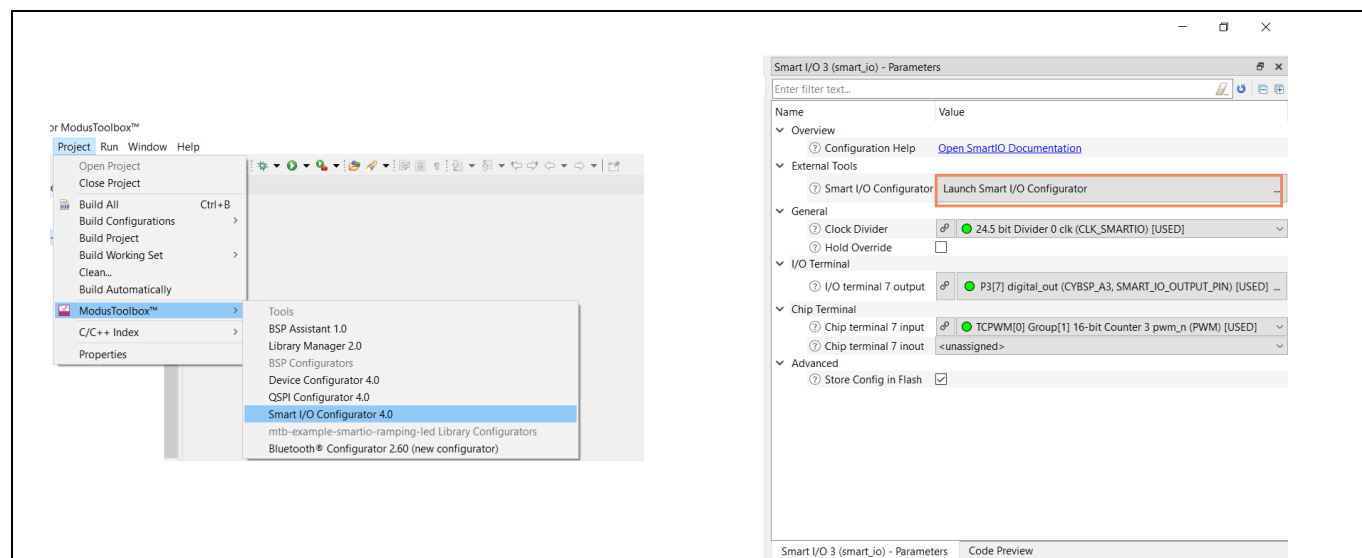 or ModusToolbox™
Project Run Window Help
Open Project
Close Project
Build All Ctrl+B
Build Configurations >
Build Project
Build Working Set >
Clean...
Build Automatically
ModusToolbox™ >
C/C++ Index >
Properties
Tools
BSP Assistant 1.0
Library Manager 2.0
BSP Configurators
Device Configurator 4.0
QSPI Configurator 4.0
Smart I/O Configurator 4.0
mtb-example-smartio-ramping-led Library Configurators
Bluetooth® Configurator 2.60 (new configurator)
Smart I/O 3 (smart_io) - Parameters
Enter filter text...
Name Value
Overview
Configuration Help Open SmartIO Documentation
External Tools
Smart I/O Configurator Launch Smart I/O Configurator ...
General
Clock Divider 24.5 bit Divider 0 clk (CLK_SMARTIO) [USED]
Hold Override
I/O Terminal
I/O terminal 7 output P3[7] digital_out (CYBSP_A3, SMART_IO_OUTPUT_PIN) [USED] ...
Chip Terminal
Chip terminal 7 input TCPWM[0] Group[1] 16-bit Counter 3 pwm_n (PWM) [USED]
Chip terminal 7 inout <unassigned>
Advanced
Store Config in Flash
Smart I/O 3 (smart_io) - Parameters Code Preview